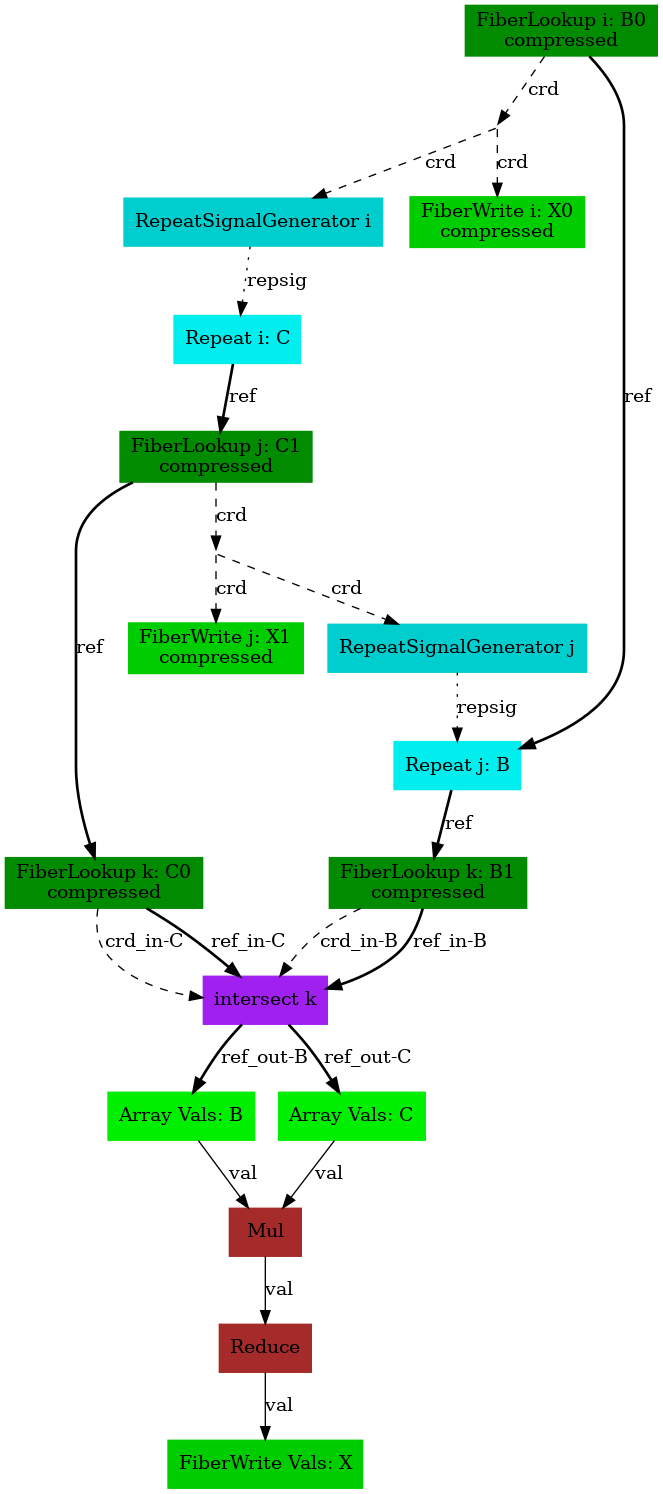 FiberLookup i: B0
compressed
crd
crd
crd
RepeatSignalGenerator i
FiberWrite i: X0
compressed
repsig
Repeat i: C
ref
ref
FiberLookup j: C1
compressed
crd
crd
crd
FiberWrite j: X1
compressed
RepeatSignalGenerator j
ref
repsig
Repeat j: B
ref
FiberLookup k: C0
compressed
FiberLookup k: B1
compressed
crd_in-C
ref_in-C
crd_in-B
ref_in-B
intersect k
ref_out-B
ref_out-C
Array Vals: B
Array Vals: C
val
val
Mul
val
Reduce
val
FiberWrite Vals: X